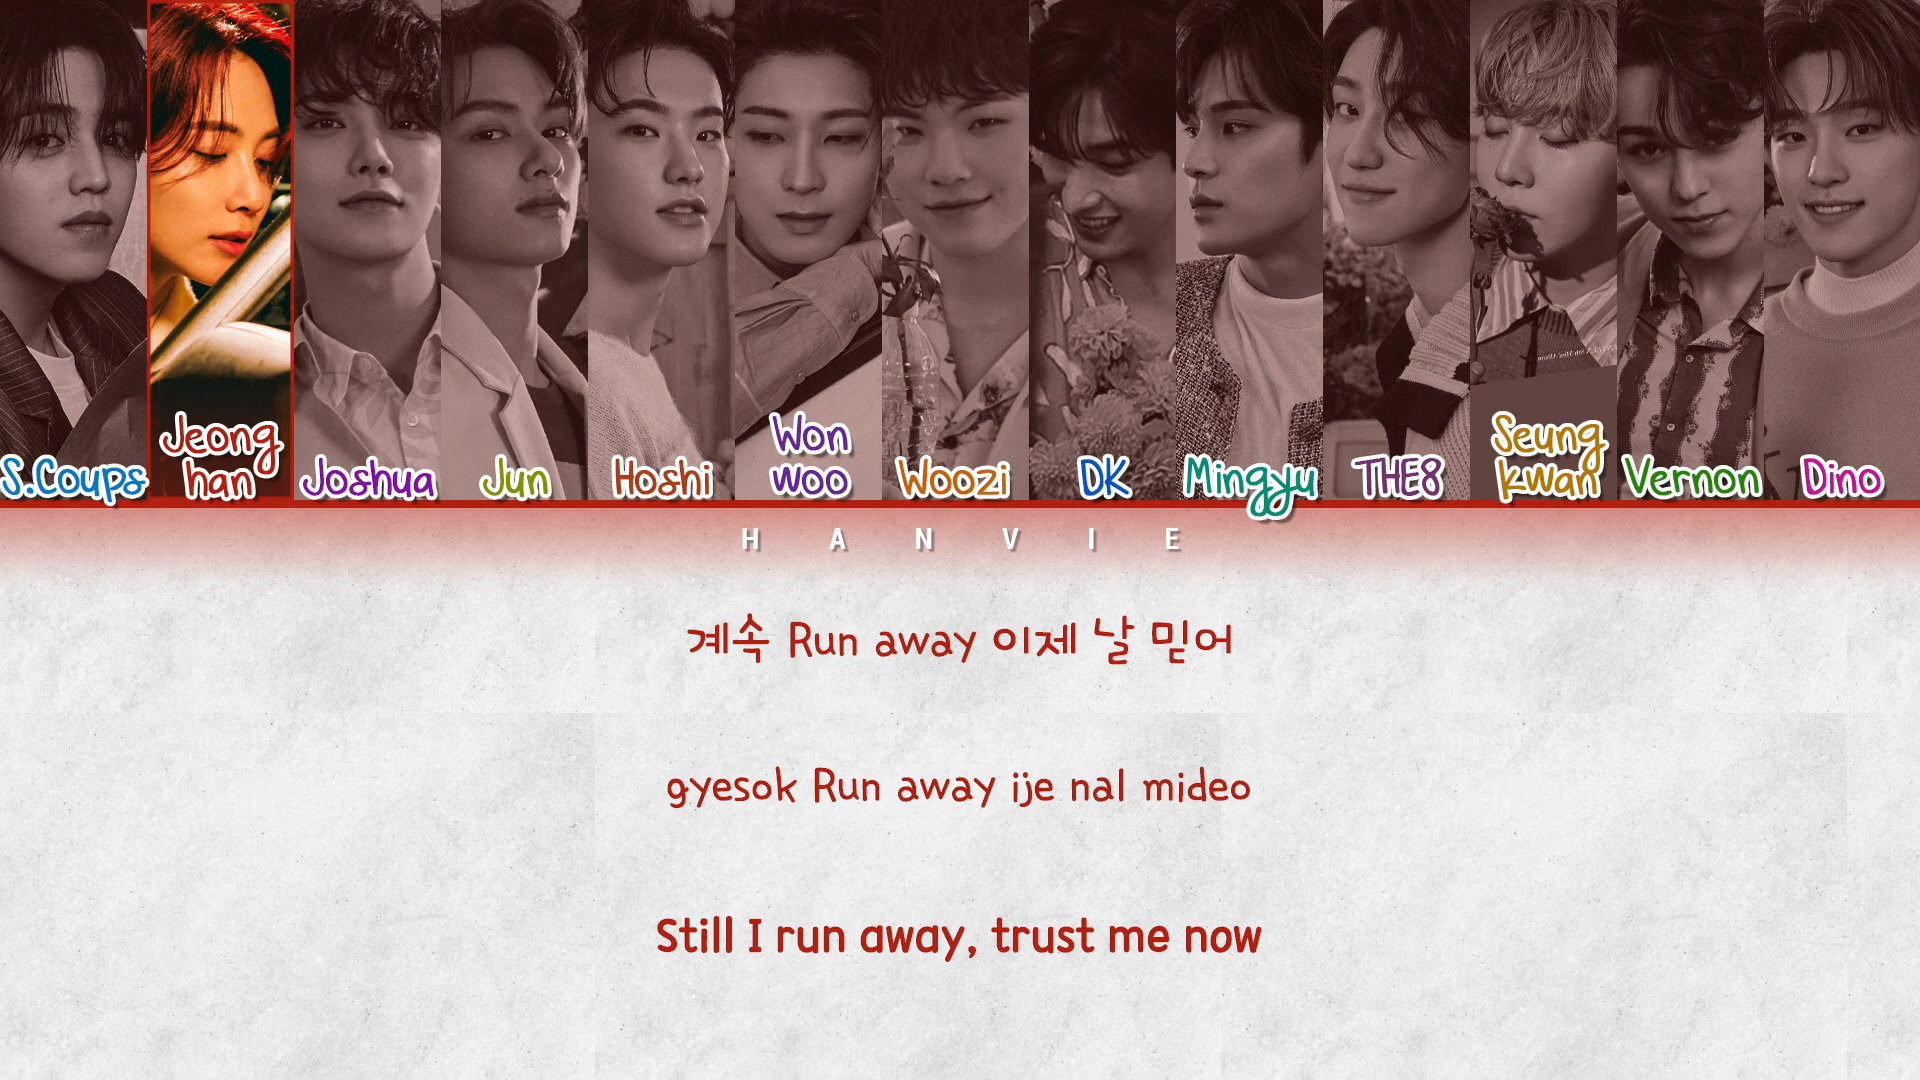 S.Coups
Jeong
han
Joshua
Jun
Hoshi
Won
woo
Woozi
DK
Mingyu
THE8
Seung
kwan
Vernon
Dino
HANVIE
계속 Run away 이제 날 믿어
gyesok Run away ije nal mideo
Still I run away, trust me now